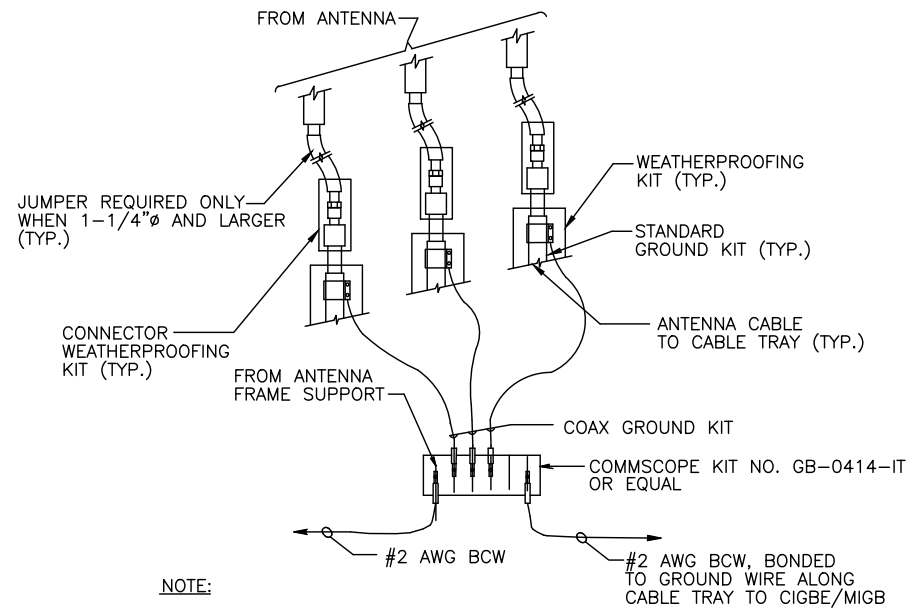 FROM ANTENNA
JUMPER REQUIRED ONLY
WHEN 1-1/4"ø AND LARGER
(TYP.)
WEATHERPROOFING
KIT (TYP.)
STANDARD
GROUND KIT (TYP.)
CONNECTOR
WEATHERPROOFING
KIT (TYP.)
ANTENNA CABLE
TO CABLE TRAY (TYP.)
FROM ANTENNA
FRAME SUPPORT
COAX GROUND KIT
COMMSCOPE KIT NO. GB-0414-IT
OR EQUAL
#2 AWG BCW
#2 AWG BCW, BONDED
TO GROUND WIRE ALONG
CABLE TRAY TO CIGBE/MIGB
NOTE: